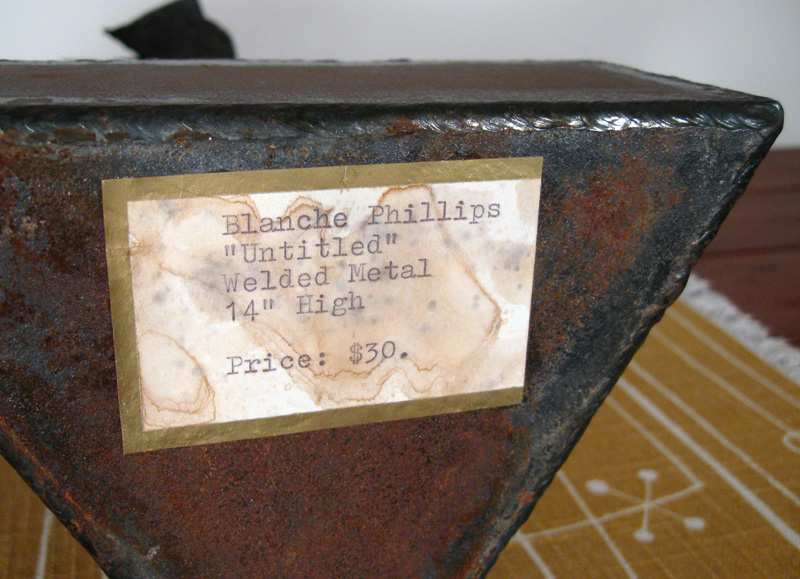 Blanche Phillips
"Untitled"
Welded Metal
14" High
Price: $30.